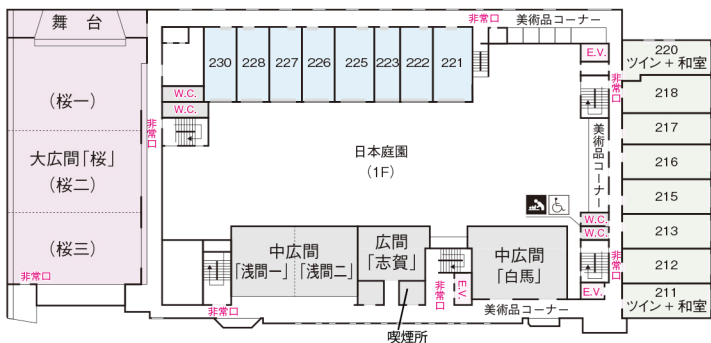 舞台
非常口
美術品コーナー
E.V.
230
228
227
226
225
223
222
221
220
ツイン+和室
非常口
218
W.C.
W.C.
(桜一)
非常口
217
大広間「桜」
(桜二)
日本庭園
(1F)
美術品コーナー
216
215
W.C.
W.C.
213
(桜三)
中広間
「浅間一」
「浅間二」
広間
「志賀」
中広間
「白馬」
非常口
212
非常口
非常口
非常口
E.V.
E.V.
美術品コーナー
211
ツイン+和室
喫煙所